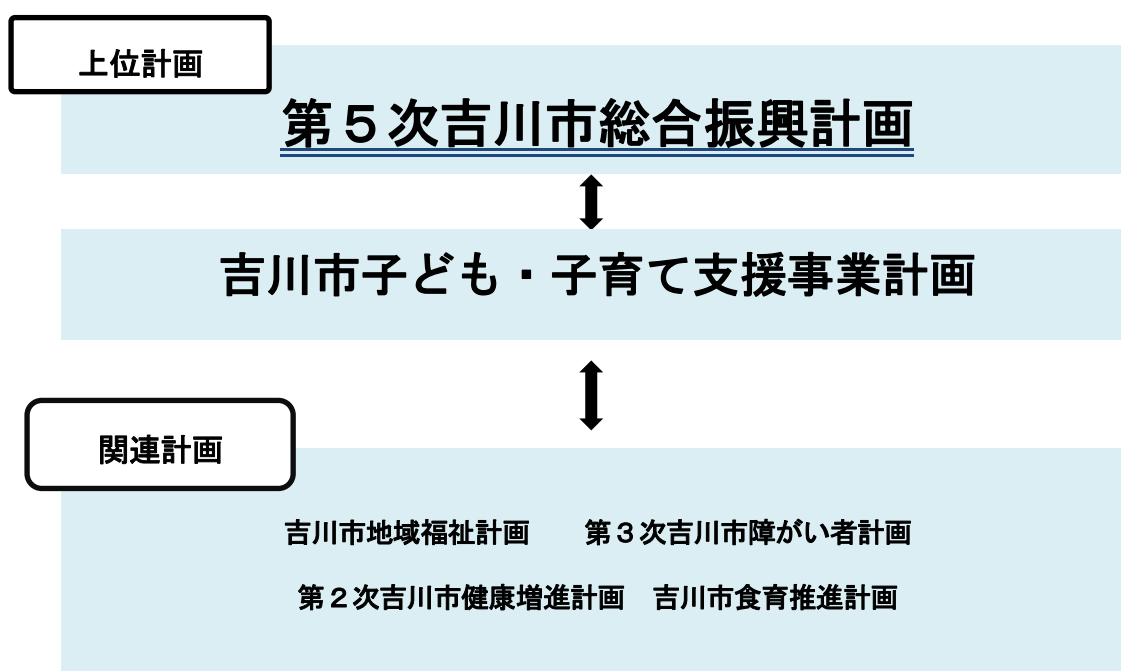 上位計画
第５次吉川市総合振興計画
吉川市子ども・子育て支援事業計画
関連計画
吉川市地域福祉計画　　第３次吉川市障がい者計画
第２次吉川市健康増進計画　吉川市食育推進計画